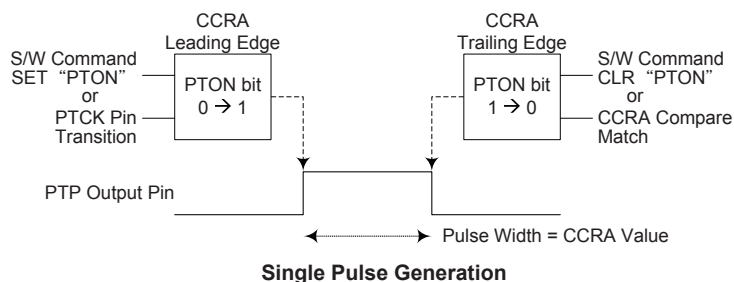 CCRA
Leading Edge
S/W Command
SET “PTON”
or
PTCK Pin
Transition
PTON bit
0 → 1
CCRA
Trailing Edge
PTON bit
1 → 0
S/W Command
CLR “PTON”
or
CCRA Compare
Match
PTP Output Pin
Pulse Width = CCRA Value
Single Pulse Generation